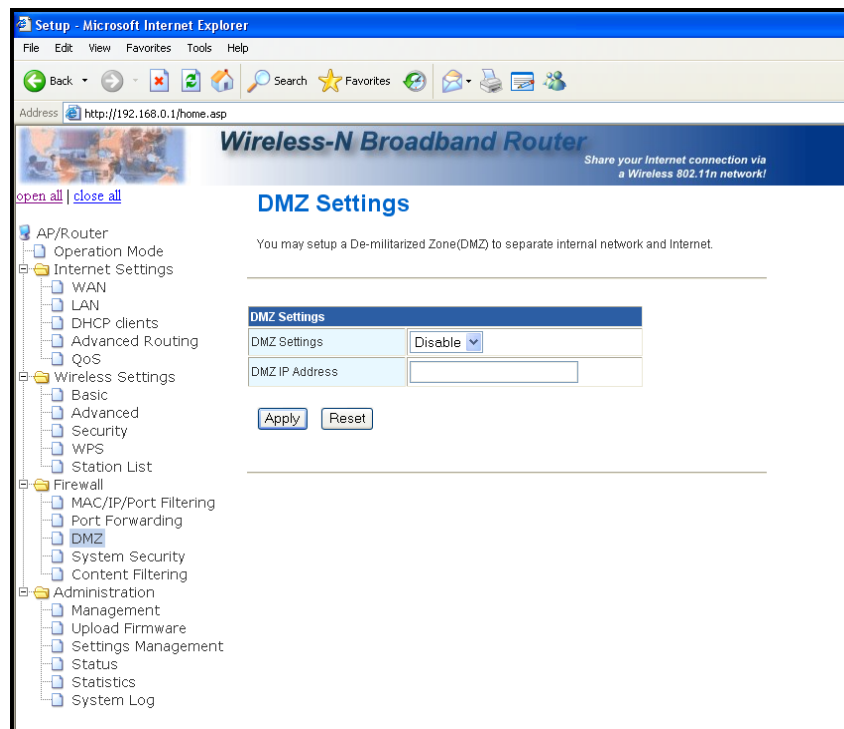 Setup - Microsoft Internet Explorer
File Edit View Favorites Tools Help
Back Search Favorites
Address http://192.168.0.1/home.asp
Wireless-N Broadband Router
Share your Internet connection via
a Wireless 802.11n network!
open all | close all
AP/Router
Operation Mode
Internet Settings
WAN
LAN
DHCP clients
Advanced Routing
QoS
Wireless Settings
Basic
Advanced
Security
WPS
Station List
Firewall
MAC/IP/Port Filtering
Port Forwarding
DMZ
System Security
Content Filtering
Administration
Management
Upload Firmware
Settings Management
Status
Statistics
System Log
DMZ Settings
You may setup a De-militarized Zone(DMZ) to separate internal network and Internet.
DMZ Settings
DMZ Settings Disable
DMZ IP Address
Apply Reset